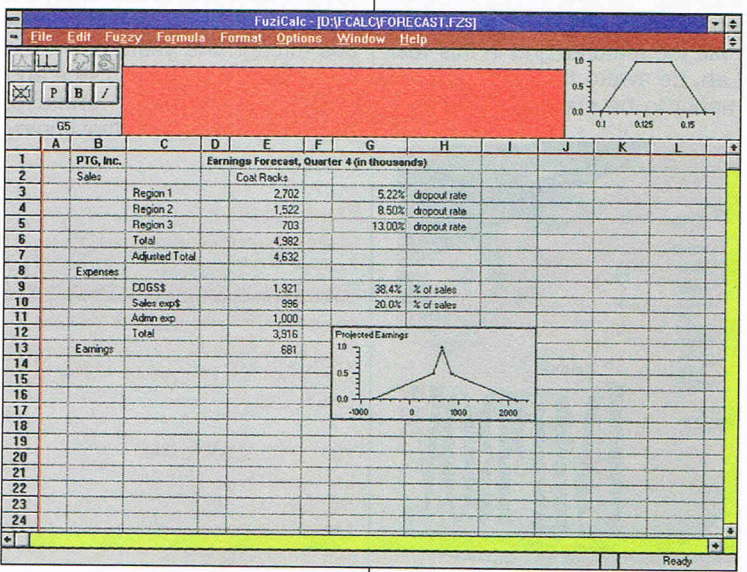 FuziCalc - [D:\FCALC\FORECAST.FZS]
File Edit Fuzzy Formula Format Options Window Help
P B I
1.0
0.5
0.0
0.1 0.125 0.15
G5
A B C D E F G H I J K L
1 PTG, Inc. Earnings Forecast, Quarter 4 (in thousands)
2 Sales Coat Racks
3 Region 1 2,702 5.22% dropout rate
4 Region 2 1,522 8.50% dropout rate
5 Region 3 703 13.00% dropout rate
6 Total 4,982
7 Adjusted Total 4,632
8 Expenses
9 COGS$ 1,921 38.4% % of sales
10 Sales exp$ 996 20.0% % of sales
11 Admn exp 1,000
12 Total 3,916
13 Earnings 681
14
15
16
17
18
19
20
21
22
23
24
Projected Earnings
1.0
0.5
0.0
-1000 0 1000 2000
Ready